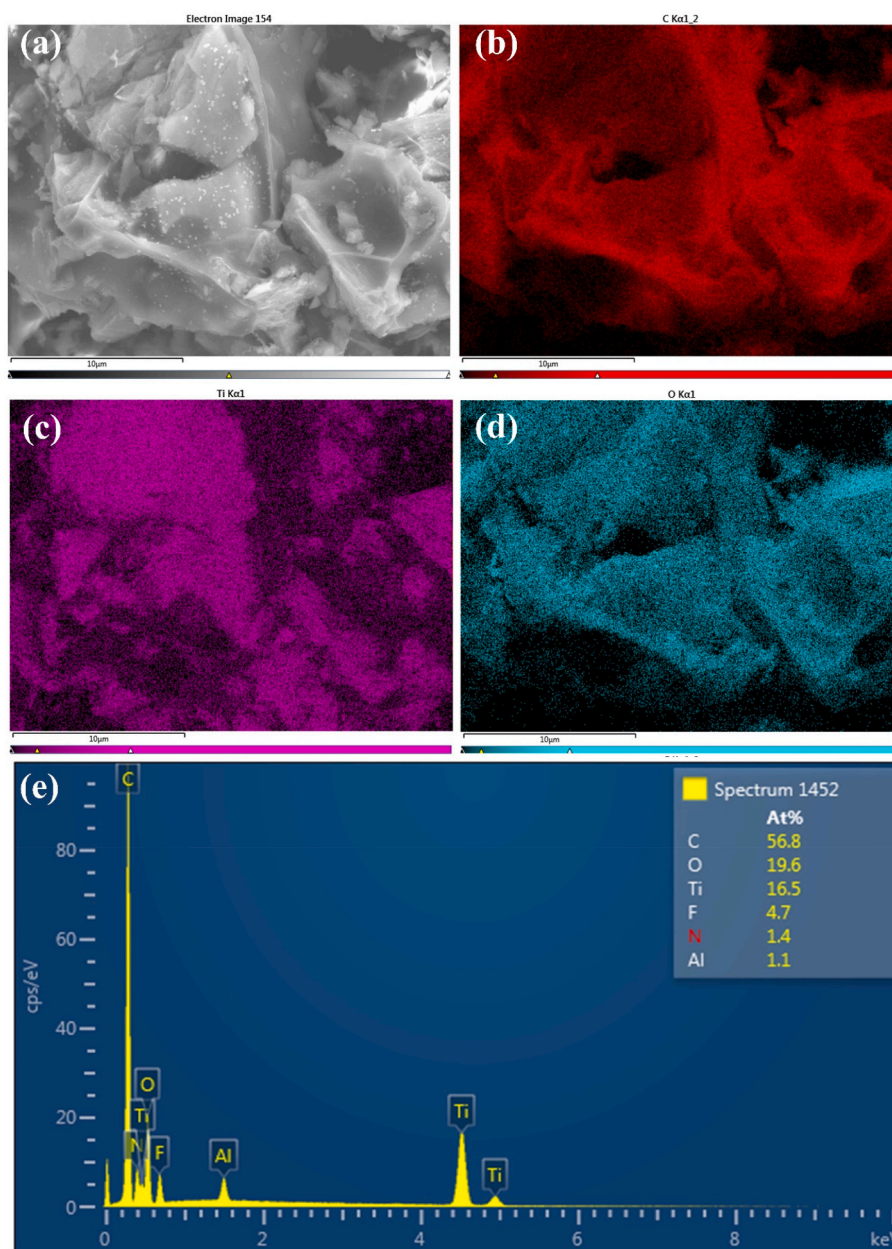 Electron Image 154
C Kα1_2
(a)
(b)
10μm
10μm
Ti Kα1
O Kα1
(c)
(d)
10μm
10μm
(e)
C
Spectrum 1452
At%
C 56.8
O 19.6
Ti 16.5
F 4.7
N 1.4
Al 1.1
80
60
cps/eV
40
20
0
O
Ti
N
F
Al
Ti
Ti
0
2
4
6
8
ke